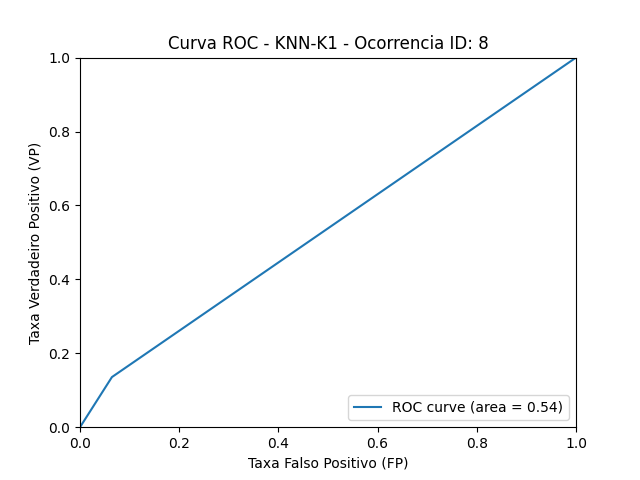 Curva ROC - KNN-K1 - Ocorrencia ID: 8
1.0
0.8
0.6
0.4
0.2
0.0
Taxa Verdadeiro Positivo (VP)
ROC curve (area = 0.54)
0.0 0.2 0.4 0.6 0.8 1.0
Taxa Falso Positivo (FP)